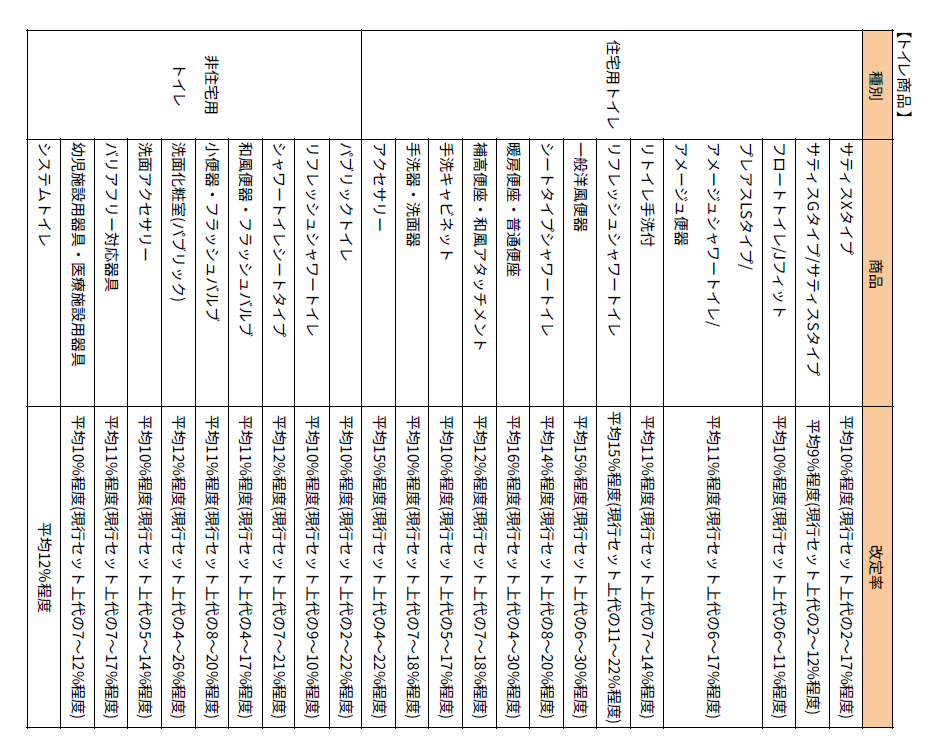 【トイレ商品】
種別 商品 改定率
住宅用トイレ
サティスXタイプ 平均10%程度(現行セット上代の2～17%程度)
サティスGタイプ/サティスSタイプ 平均9%程度(現行セット上代の2～12%程度)
フロートトイレ/Jフィット 平均10%程度(現行セット上代の6～11%程度)
プレアスLSタイプ/
アメージュシャワートイレ/ 平均11%程度(現行セット上代の6～17%程度)
アメージュ便器
リトイレ手洗付 平均11%程度(現行セット上代の7～14%程度)
リフレッシュシャワートイレ 平均15%程度(現行セット上代の11～22%程度)
一般洋風便器 平均15%程度(現行セット上代の6～30%程度)
シートタイプシャワートイレ 平均14%程度(現行セット上代の8～20%程度)
暖房便座・普通便座 平均16%程度(現行セット上代の4～30%程度)
補高便座・和風アタッチメント 平均12%程度(現行セット上代の7～18%程度)
手洗キャビネット 平均10%程度(現行セット上代の5～17%程度)
手洗器・洗面器 平均10%程度(現行セット上代の7～18%程度)
アクセサリー 平均15%程度(現行セット上代の4～22%程度)
非住宅用
トイレ
パブリックトイレ 平均10%程度(現行セット上代の2～22%程度)
リフレッシュシャワートイレ 平均10%程度(現行セット上代の9～10%程度)
シャワートイレシートタイプ 平均12%程度(現行セット上代の7～21%程度)
和風便器・フラッシュバルブ 平均11%程度(現行セット上代の4～17%程度)
小便器・フラッシュバルブ 平均11%程度(現行セット上代の8～20%程度)
洗面化粧室(パブリック) 平均12%程度(現行セット上代の4～26%程度)
洗面アクセサリー 平均10%程度(現行セット上代の5～14%程度)
バリアフリー対応器具 平均11%程度(現行セット上代の7～17%程度)
幼児施設用器具・医療施設用器具 平均10%程度(現行セット上代の7～12%程度)
システムトイレ 平均12%程度